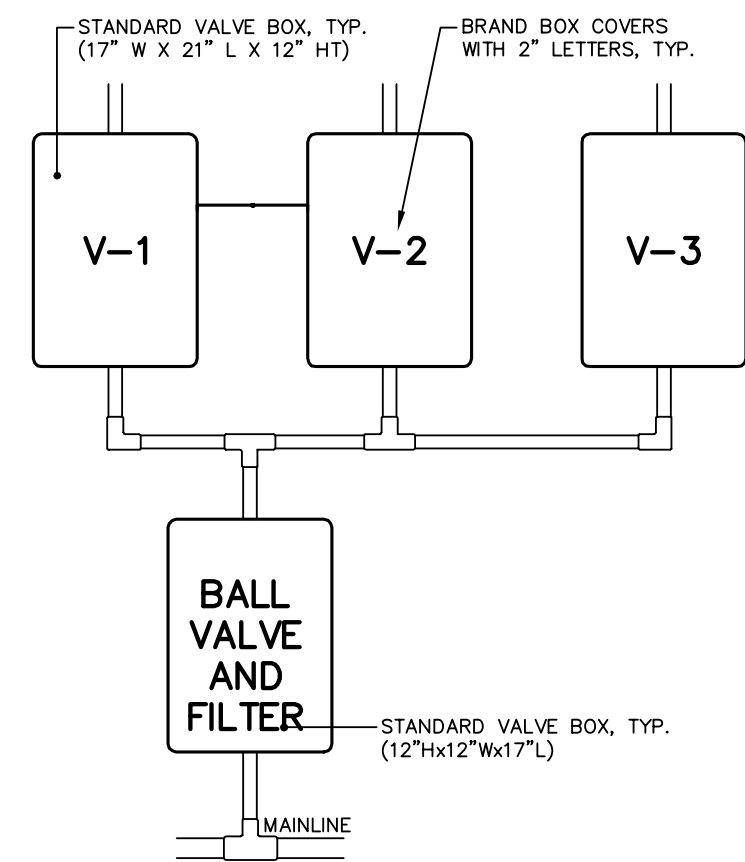 STANDARD VALVE BOX, TYP.
(17" W X 21" L X 12" HT)
BRAND BOX COVERS
WITH 2" LETTERS, TYP.
V-1
V-2
V-3
BALL
VALVE
AND
FILTER
STANDARD VALVE BOX, TYP.
(12"Hx12"Wx17"L)
MAINLINE